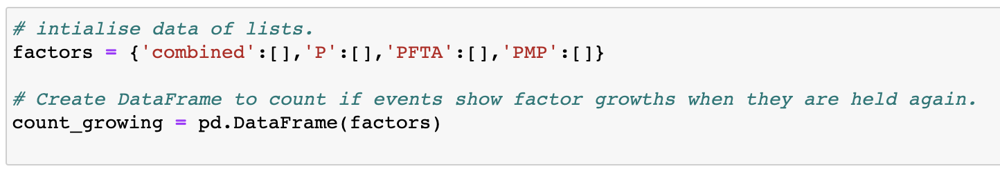 # intialise data of lists.
factors = {'combined':[],'P':[],'PFTA':[],'PMP':[]}
# Create DataFrame to count if events show factor growths when they are held again.
count_growing = pd.DataFrame(factors)